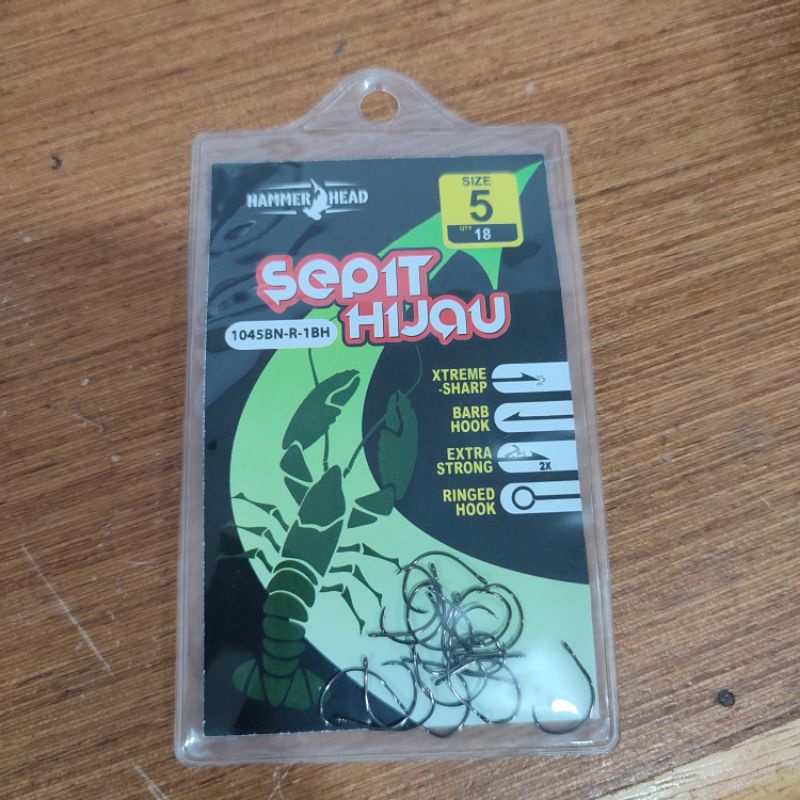 HAMMER HEAD
SIZE
5
QTY 18
SEPIT
HIJAU
1045BN-R-1BH
XTREME
-SHARP
BARB
HOOK
EXTRA
STRONG
2X
RINGED
HOOK